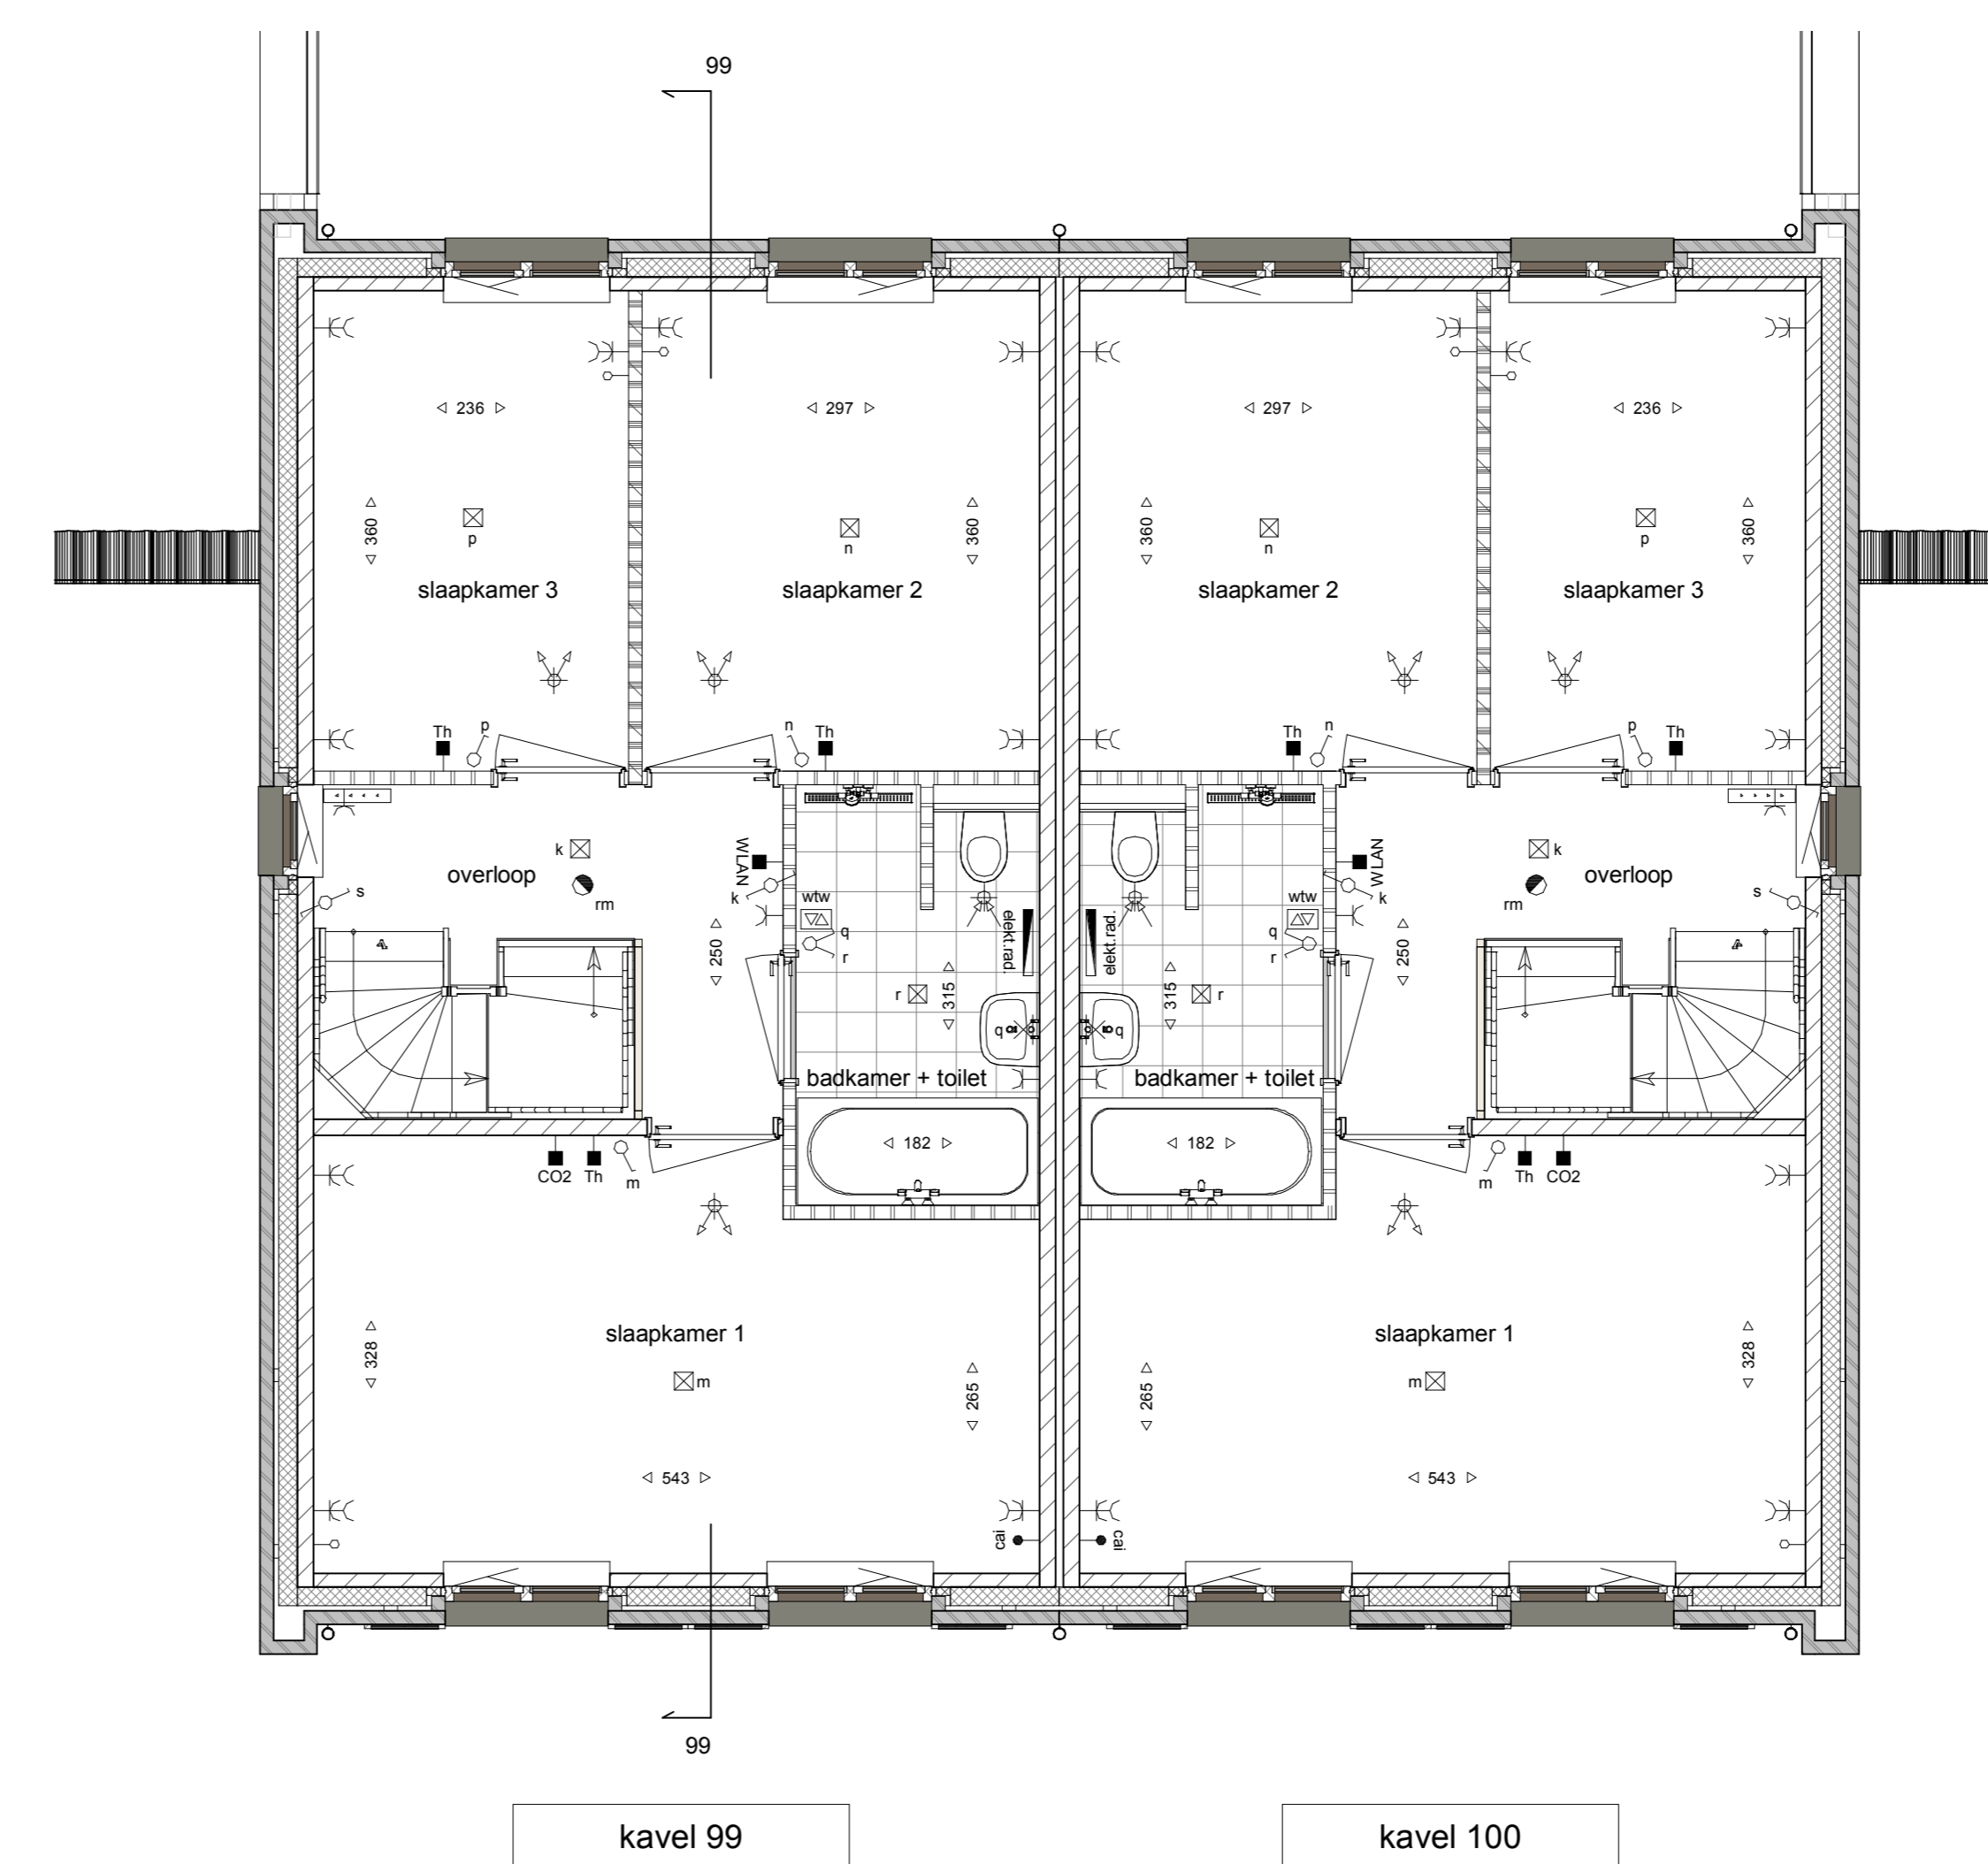 99
236
297
297
236
360
360
360
360
p
n
n
p
slaapkamer 3
slaapkamer 2
slaapkamer 2
slaapkamer 3
Th
p
n
Th
Th
n
p
Th
k
WLAN
WLAN
k
overloop
overloop
s
rm
k
wtw
wtw
k
rm
s
q
r
elekt.rad.
elekt.rad.
q
r
250
315
315
250
r
r
q
q
badkamer + toilet
badkamer + toilet
182
182
CO2
Th
m
m
Th
CO2
slaapkamer 1
slaapkamer 1
328
m
265
265
m
328
543
543
cai
cai
99
kavel 99
kavel 100